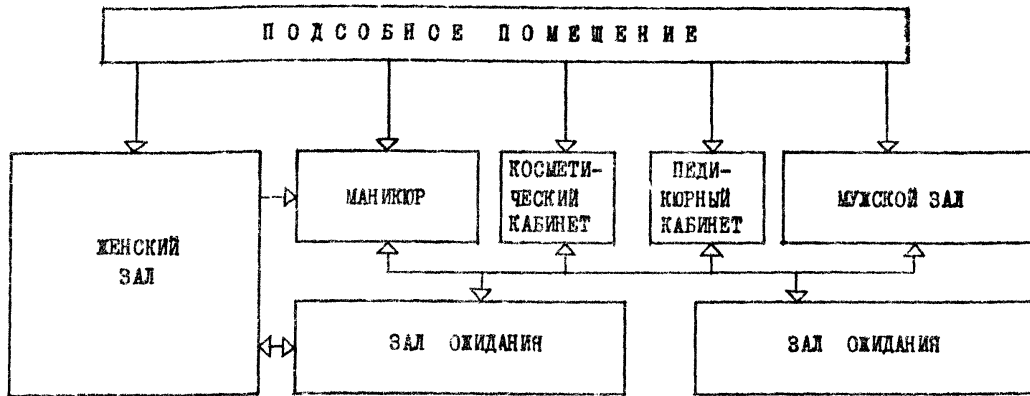 ПОДСОБНОЕ ПОМЕЩЕНИЕ
ЖЕНСКИЙ
ЗАЛ
МАНИКЮР
КОСМЕТИ-
ЧЕСКИЙ
КАБИНЕТ
ПЕДИ-
КЮРНЫЙ
КАБИНЕТ
МУЖСКОЙ ЗАЛ
ЗАЛ ОЖИДАНИЯ
ЗАЛ ОЖИДАНИЯ